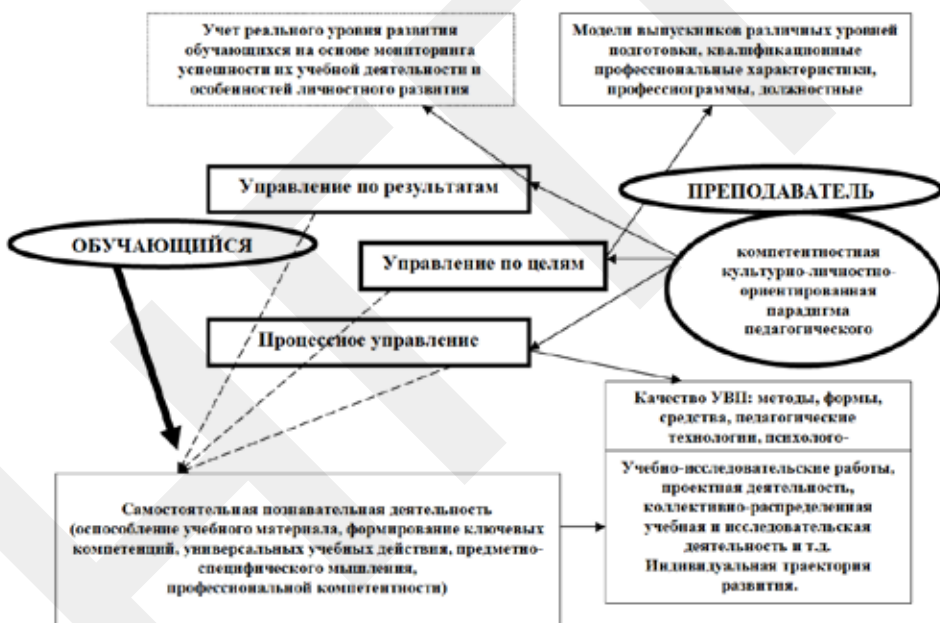 Учет реального уровня развития
обучающихся на основе мониторинга
успешности их учебной деятельности и
особенностей личностного развития
Модели выпускников различных уровней
подготовки, квалификационные
профессиональные характеристики,
профессиограммы, должностные
Управление по результатам
ПРЕПОДАВАТЕЛЬ
ОБУЧАЮЩИЙСЯ
Управление по целям
компетентностная
культурно-личностно-
ориентированная
парадигма
педагогического
Процессное управление
Качество УВП: методы, формы,
средства, педагогические
технологии, психолого-
Учебно-исследовательские работы,
проектная деятельность,
коллективно-распределенная
учебная и исследовательская
деятельность и т.д.
Индивидуальная траектория
развития.
Самостоятельная познавательная деятельность
(оспособление учебного материала, формирование ключевых
компетенций, универсальных учебных действия, предметно-
специфического мышления,
профессиональной компетентности)